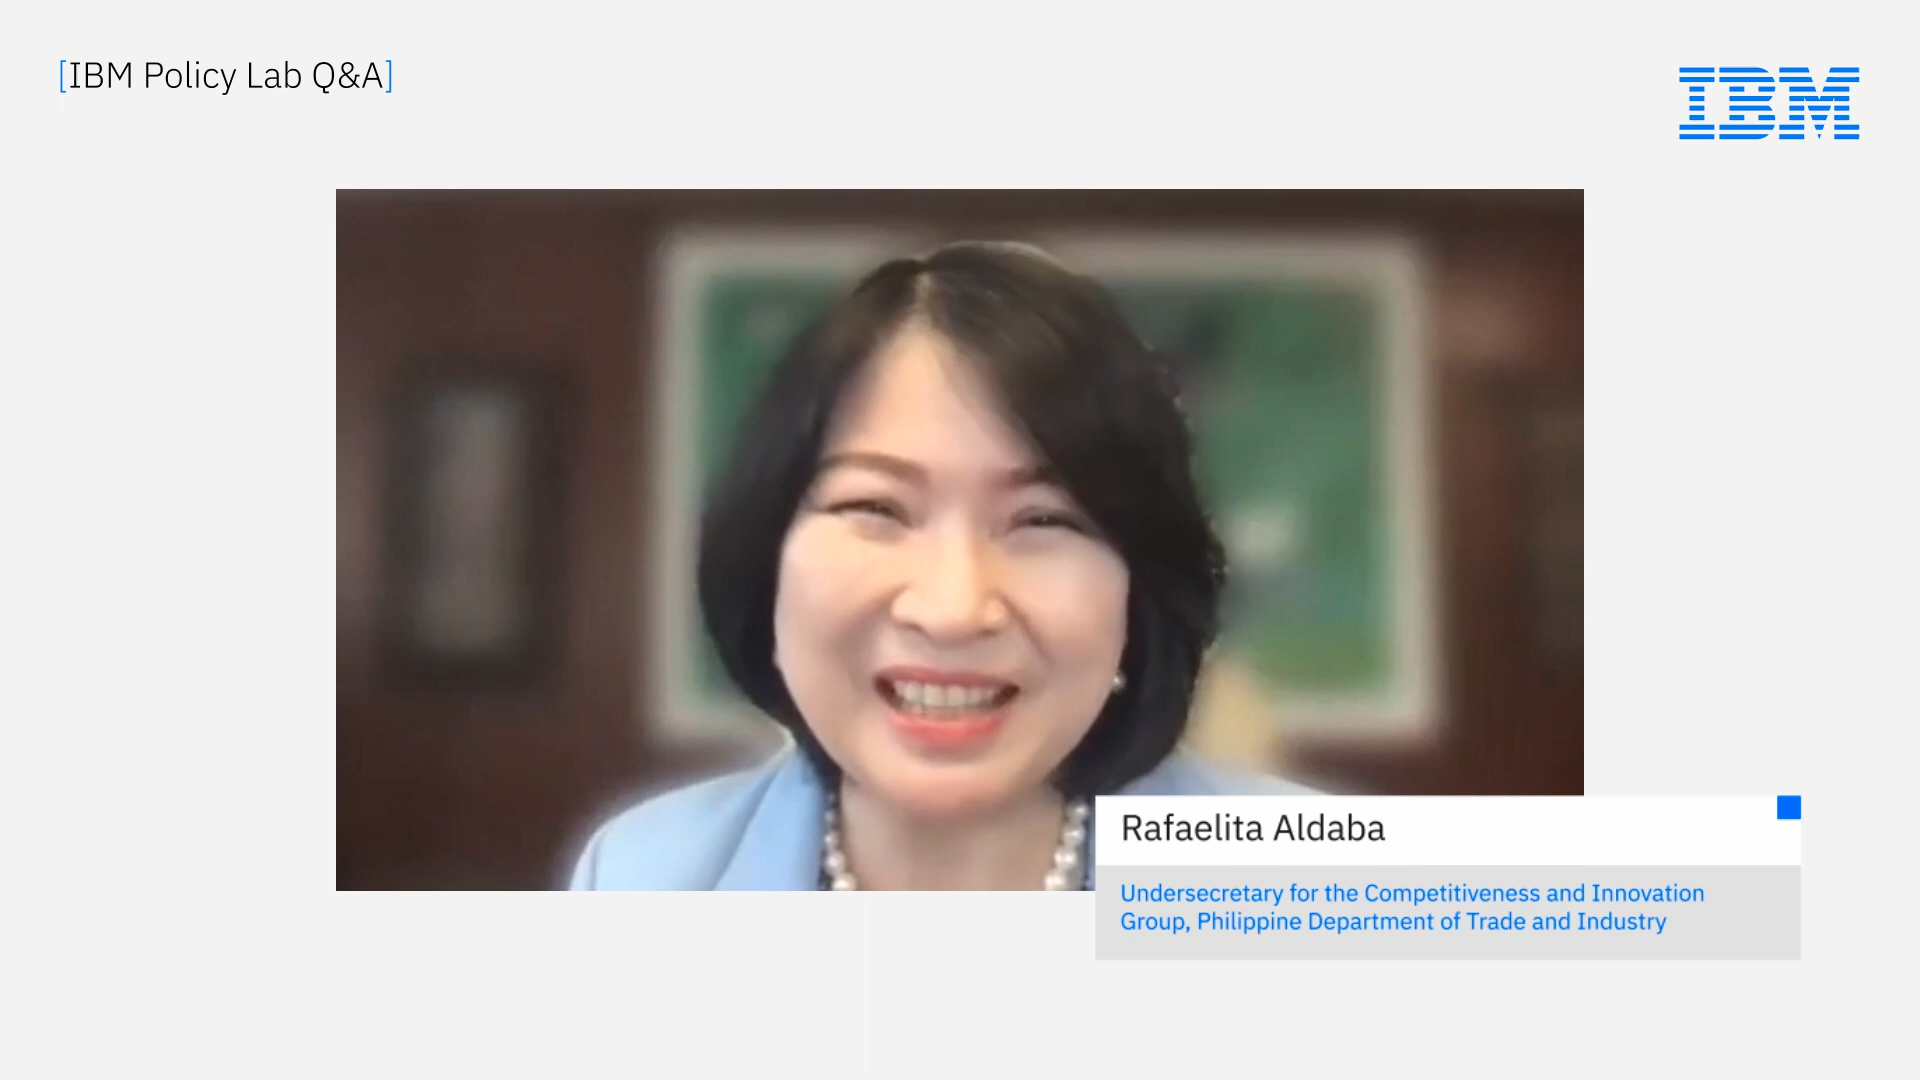 [IBM Policy Lab Q&A]
IBM
Rafaelita Aldaba
Undersecretary for the Competitiveness and Innovation
Group, Philippine Department of Trade and Industry